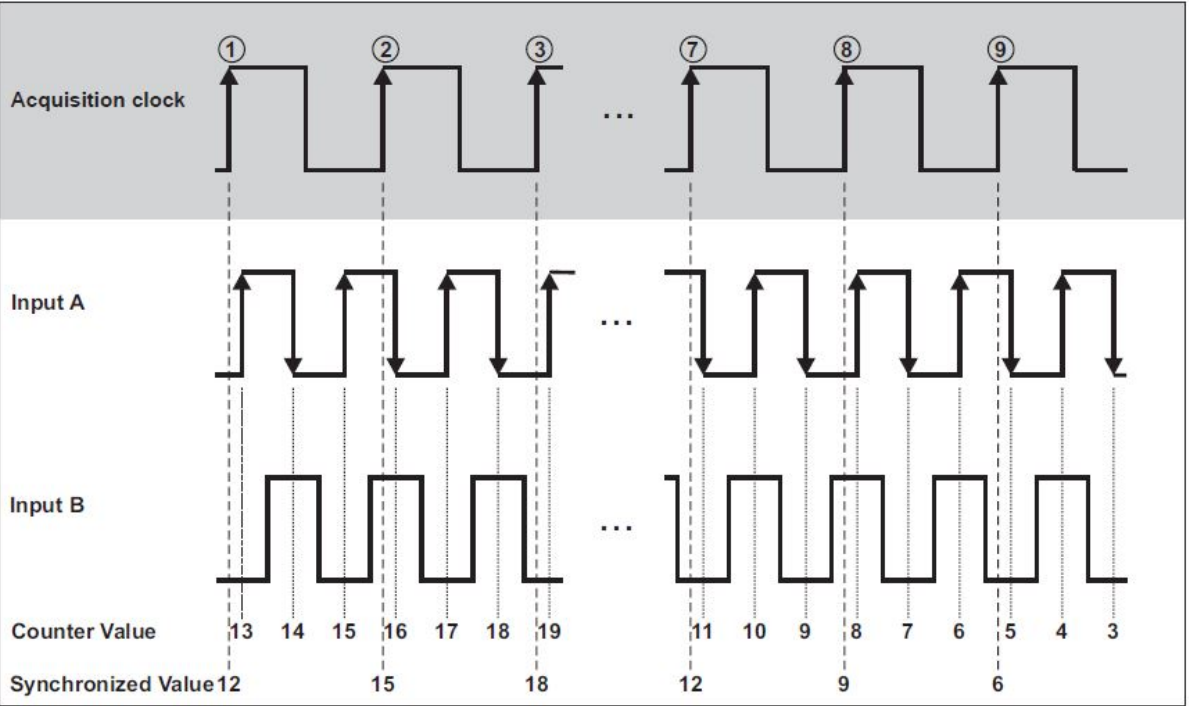 ① ② ③ ⑦ ⑧ ⑨
Acquisition clock ...
Input A ...
Input B ...
Counter Value 13 14 15 16 17 18 19 11 10 9 8 7 6 5 4 3
Synchronized Value 12 15 18 12 9 6